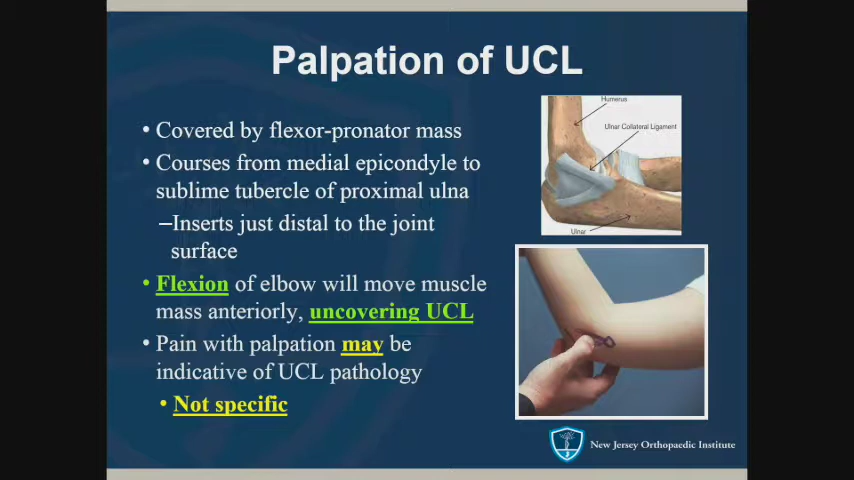 Palpation of UCL
• Covered by flexor-pronator mass
• Courses from medial epicondyle to
sublime tubercle of proximal ulna
–Inserts just distal to the joint
surface
• Flexion of elbow will move muscle
mass anteriorly, uncovering UCL
• Pain with palpation may be
indicative of UCL pathology
• Not specific
Humerus
Ulnar Collateral Ligament
Ulnar
New Jersey Orthopaedic Institute